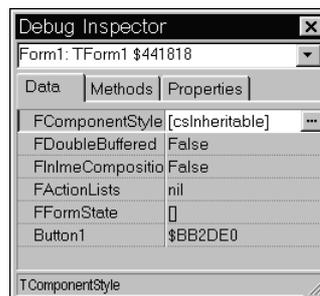 Debug Inspector
Form1: TForm1 $441818
Data Methods Properties
FComponentStyle [csInheritable]
FDoubleBuffered False
FInImeCompositio False
FActionLists nil
FFormState []
Button1 $BB2DE0
TComponentStyle